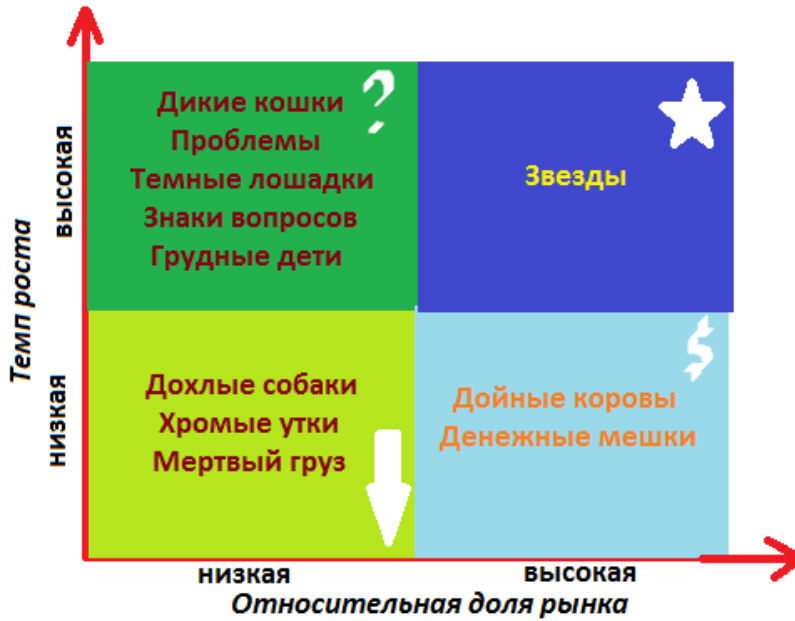 Дикие кошки
Проблемы
Темные лошадки
Знаки вопросов
Грудные дети
?
Звезды
Дохлые собаки
Хромые утки
Мертвый груз
$
Дойные коровы
Денежные мешки
Темп роста
высокая
низкая
низкая
высокая
Относительная доля рынка